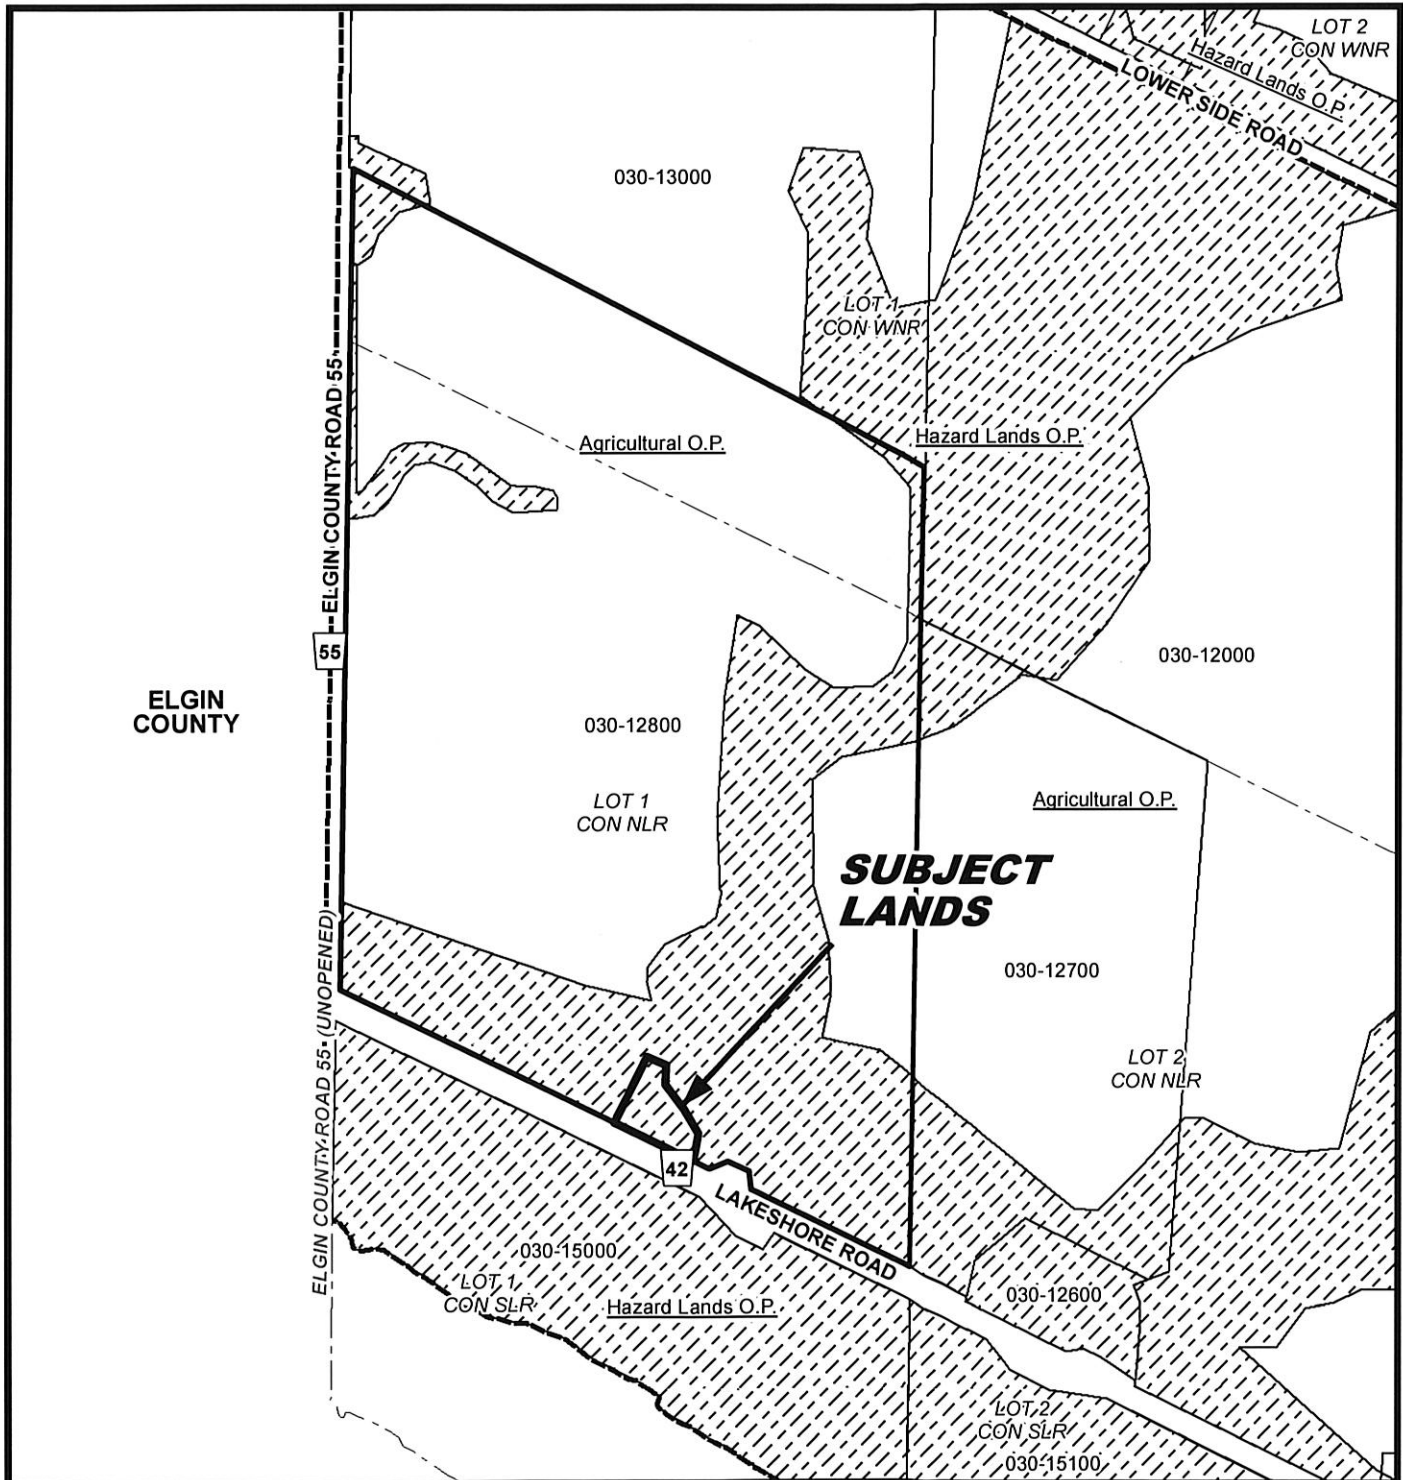 LOT 2
CON WNR
Hazard Lands O.P.
LOWER SIDE ROAD
030-13000
LOT 1
CON WNR
ELGIN COUNTY ROAD 55
Agricultural O.P.
Hazard Lands O.P.
55
030-12000
ELGIN
COUNTY
030-12800
Agricultural O.P.
LOT 1
CON NLR
SUBJECT
LANDS
030-12700
ELGIN COUNTY ROAD 55 (UNOPENED)
LOT 2
CON NLR
42
LAKESHORE ROAD
030-15000
LOT 1
CON SLR
Hazard Lands O.P.
030-12600
LOT 2
CON SLR
030-15100